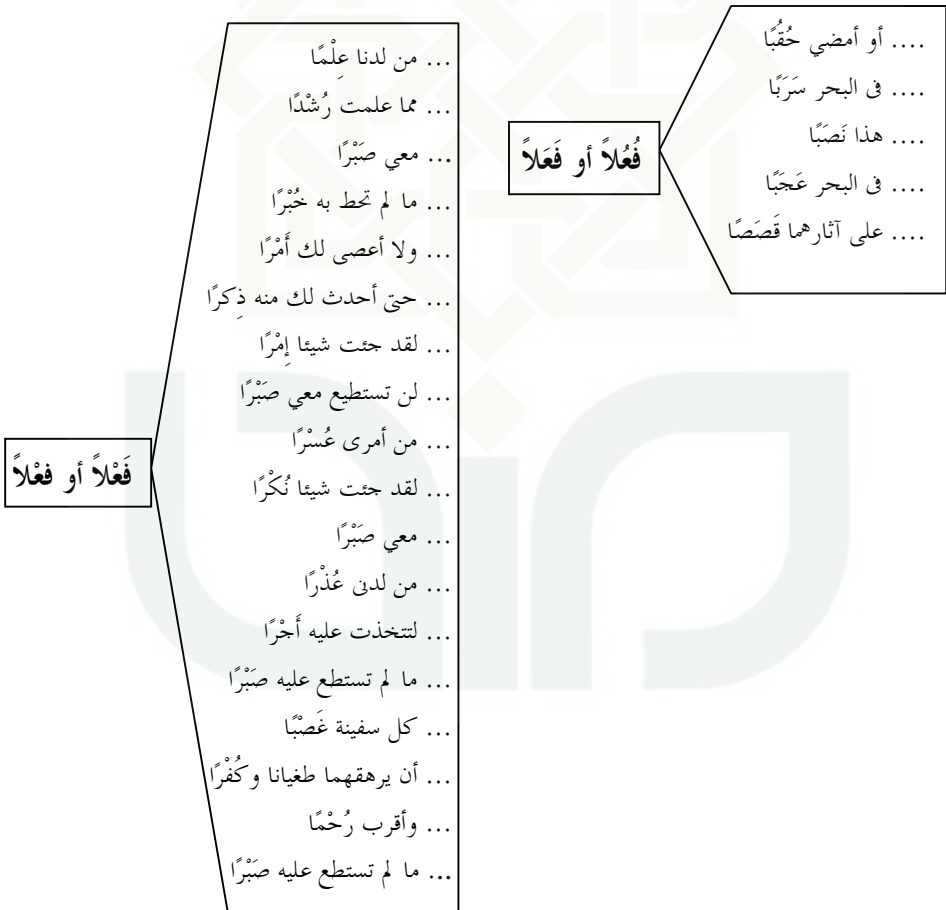 .... أو أمضي حُقُبًا
.... فى البحر سَرَبًا
.... هذا نَصَبًا
.... فى البحر عَجَبًا
.... على آثارهما قَصَصًا
فُعُلاً أو فَعَلاً
... من لدنا عِلْمًا
... مما علمت رُشْدًا
... معي صَبْرًا
... ما لم تحط به خُبْرًا
... ولا أعصى لك أَمْرًا
... حتى أحدث لك منه ذِكرًا
... لقد جئت شيئا إِمْرًا
... لن تستطيع معي صَبْرًا
... من أمرى عُسْرًا
... لقد جئت شيئا نُكْرًا
... معي صَبْرًا
... من لدنى عُذْرًا
... لتتخذت عليه أَجْرًا
... ما لم تستطع عليه صَبْرًا
... كل سفينة غَصْبًا
... أن يرهقهما طغيانا وكُفْرًا
... وأقرب رُحْمًا
... ما لم تستطع عليه صَبْرًا
فَعْلاً أو فعْلاً